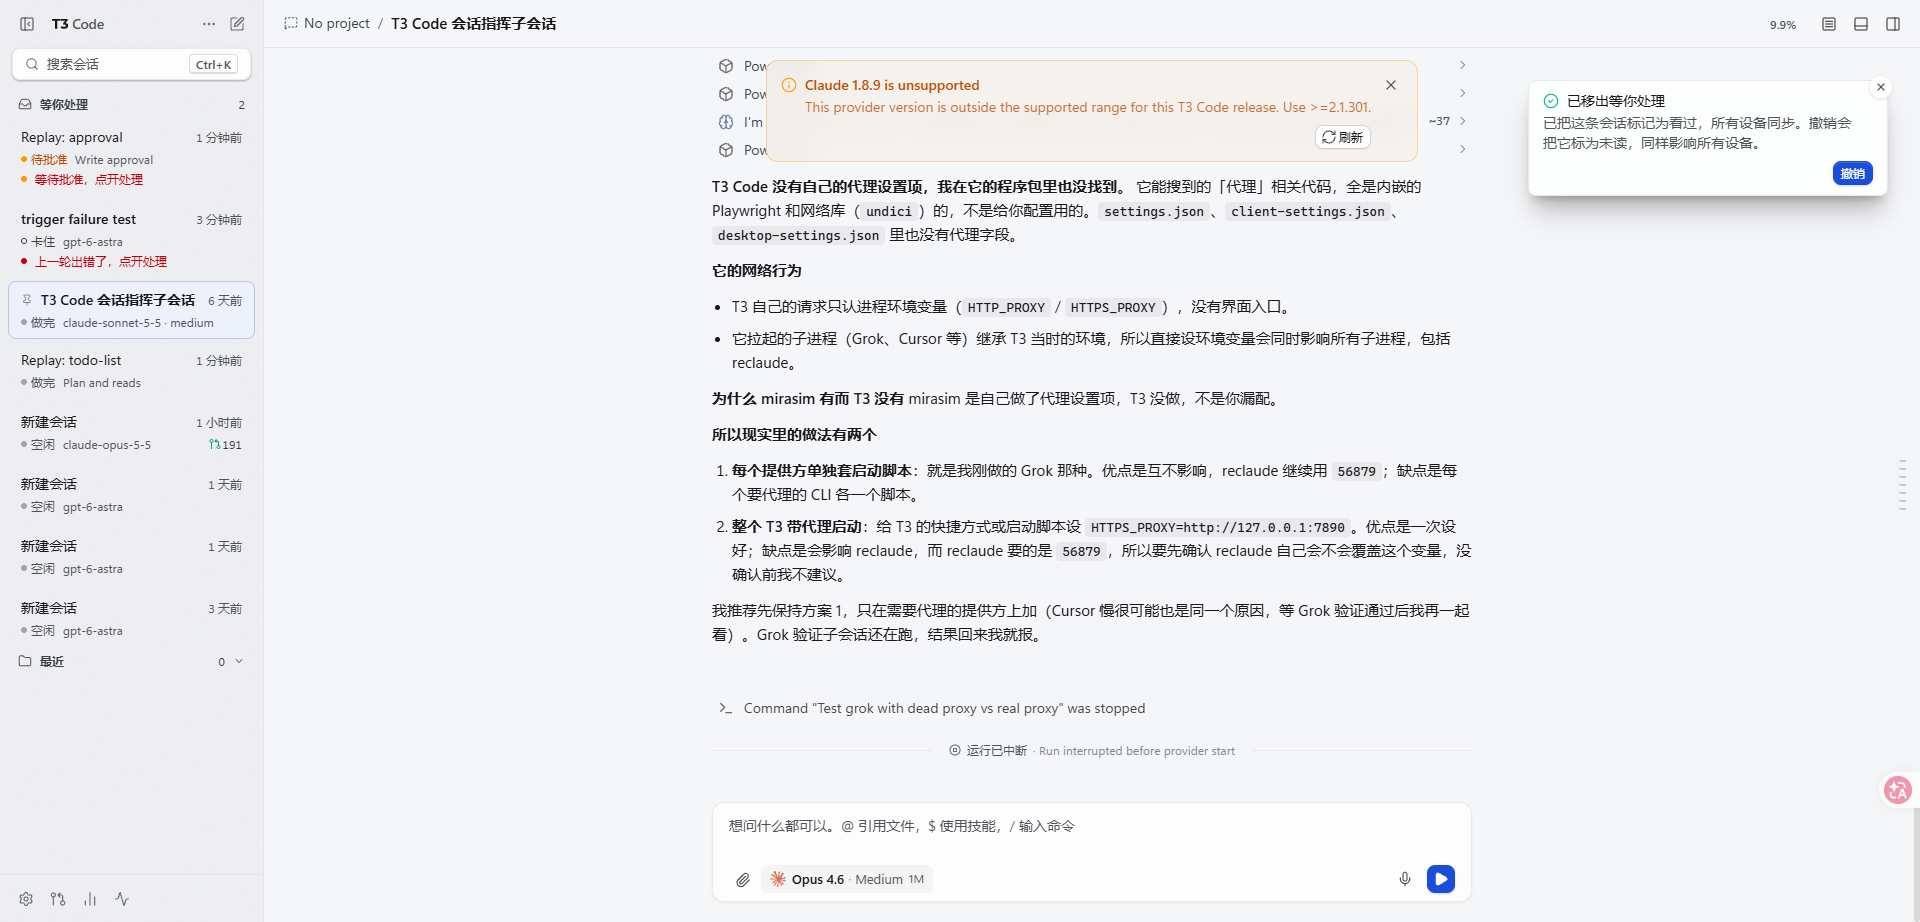 T3 Code
搜索会话
Ctrl+K
等你处理
2
Replay: approval
1 分钟前
待批准 Write approval
等待批准，点开处理
trigger failure test
3 分钟前
卡住 gpt-6-astra
上一轮出错了，点开处理
T3 Code 会话指挥子会话
6 天前
做完 claude-sonnet-5-5 · medium
Replay: todo-list
1 分钟前
做完 Plan and reads
新建会话
1 小时前
空闲 claude-opus-5-5
191
新建会话
1 天前
空闲 gpt-6-astra
新建会话
1 天前
空闲 gpt-6-astra
新建会话
3 天前
空闲 gpt-6-astra
最近
0
No project / T3 Code 会话指挥子会话
9.9%
Pow
Pow
I'm
~37
Pow
Claude 1.8.9 is unsupported
This provider version is outside the supported range for this T3 Code release. Use >=2.1.301.
刷新
已移出等你处理
已把这条会话标记为看过，所有设备同步。撤销会
把它标为未读，同样影响所有设备。
撤销
T3 Code 没有自己的代理设置项，我在它的程序包里也没找到。 它能搜到的「代理」相关代码，全是内嵌的
Playwright 和网络库（undici）的，不是给你配置用的。settings.json、client-settings.json、
desktop-settings.json 里也没有代理字段。
它的网络行为
• T3 自己的请求只认进程环境变量（HTTP_PROXY / HTTPS_PROXY），没有界面入口。
• 它拉起的子进程（Grok、Cursor 等）继承 T3 当时的环境，所以直接设环境变量会同时影响所有子进程，包括
reclaude。
为什么 mirasim 有而 T3 没有 mirasim 是自己做了代理设置项，T3 没做，不是你漏配。
所以现实里的做法有两个
1. 每个提供方单独套启动脚本：就是我刚做的 Grok 那种。优点是互不影响，reclaude 继续用 56879；缺点是每
个要代理的 CLI 各一个脚本。
2. 整个 T3 带代理启动：给 T3 的快捷方式或启动脚本设 HTTPS_PROXY=http://127.0.0.1:7890。优点是一次设
好；缺点是会影响 reclaude，而 reclaude 要的是 56879，所以要先确认 reclaude 自己会不会覆盖这个变量，没
确认前我不建议。
我推荐先保持方案 1，只在需要代理的提供方上加（Cursor 慢很可能也是同一个原因，等 Grok 验证通过后我再一起
看）。Grok 验证子会话还在跑，结果回来我就报。
Command "Test grok with dead proxy vs real proxy" was stopped
运行已中断 · Run interrupted before provider start
想问什么都可以。@ 引用文件，$ 使用技能，/ 输入命令
Opus 4.6 · Medium 1M